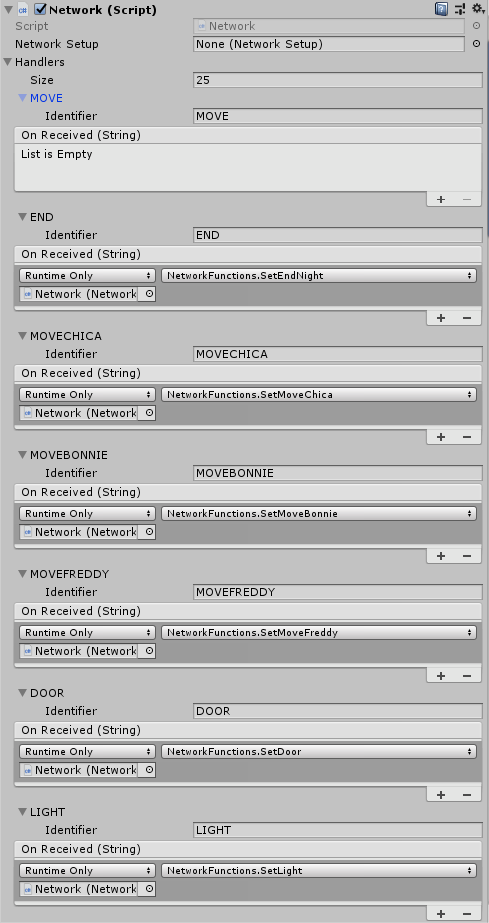 Network (Script)
Script Network
Network Setup None (Network Setup)
Handlers
Size 25
MOVE
Identifier MOVE
On Received (String)
List is Empty
+ −
END
Identifier END
On Received (String)
Runtime Only NetworkFunctions.SetEndNight
Network (Network
+ −
MOVECHICA
Identifier MOVECHICA
On Received (String)
Runtime Only NetworkFunctions.SetMoveChica
Network (Network
+ −
MOVEBONNIE
Identifier MOVEBONNIE
On Received (String)
Runtime Only NetworkFunctions.SetMoveBonnie
Network (Network
+ −
MOVEFREDDY
Identifier MOVEFREDDY
On Received (String)
Runtime Only NetworkFunctions.SetMoveFreddy
Network (Network
+ −
DOOR
Identifier DOOR
On Received (String)
Runtime Only NetworkFunctions.SetDoor
Network (Network
+ −
LIGHT
Identifier LIGHT
On Received (String)
Runtime Only NetworkFunctions.SetLight
Network (Network
+ −